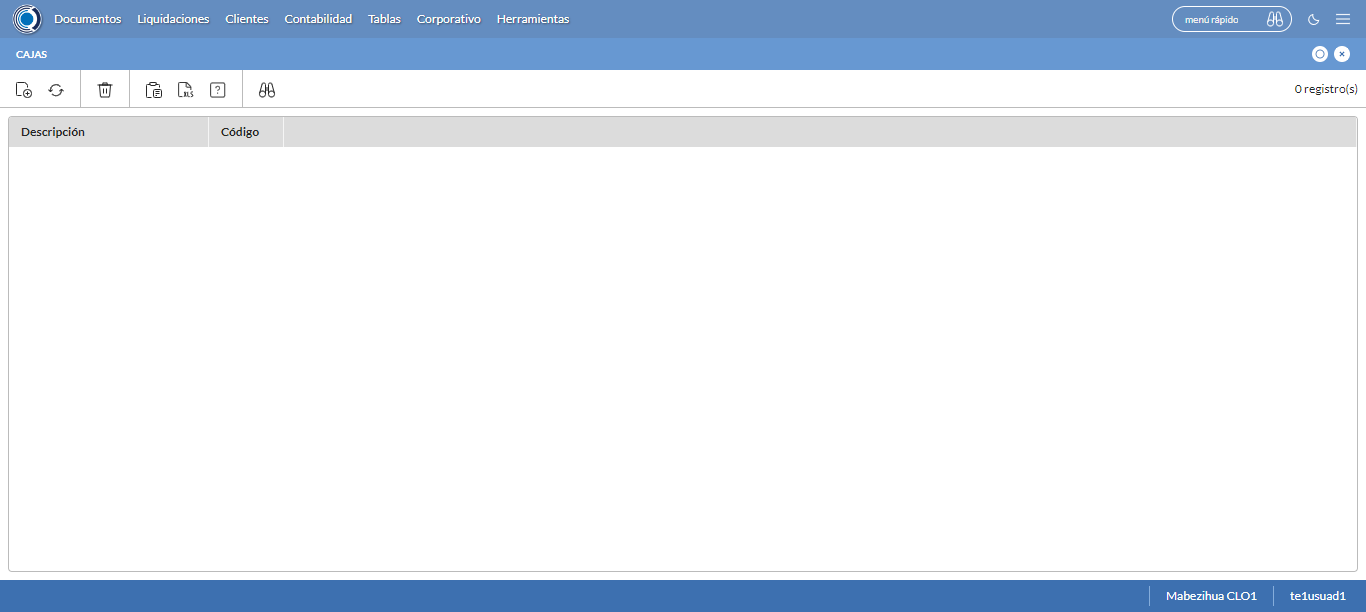 Documentos Liquidaciones Clientes Contabilidad Tablas Corporativo Herramientas menú rápido
CAJAS
XLS ? 0 registro(s)
Descripción Código
Mabezihua CLO1 te1usuad1